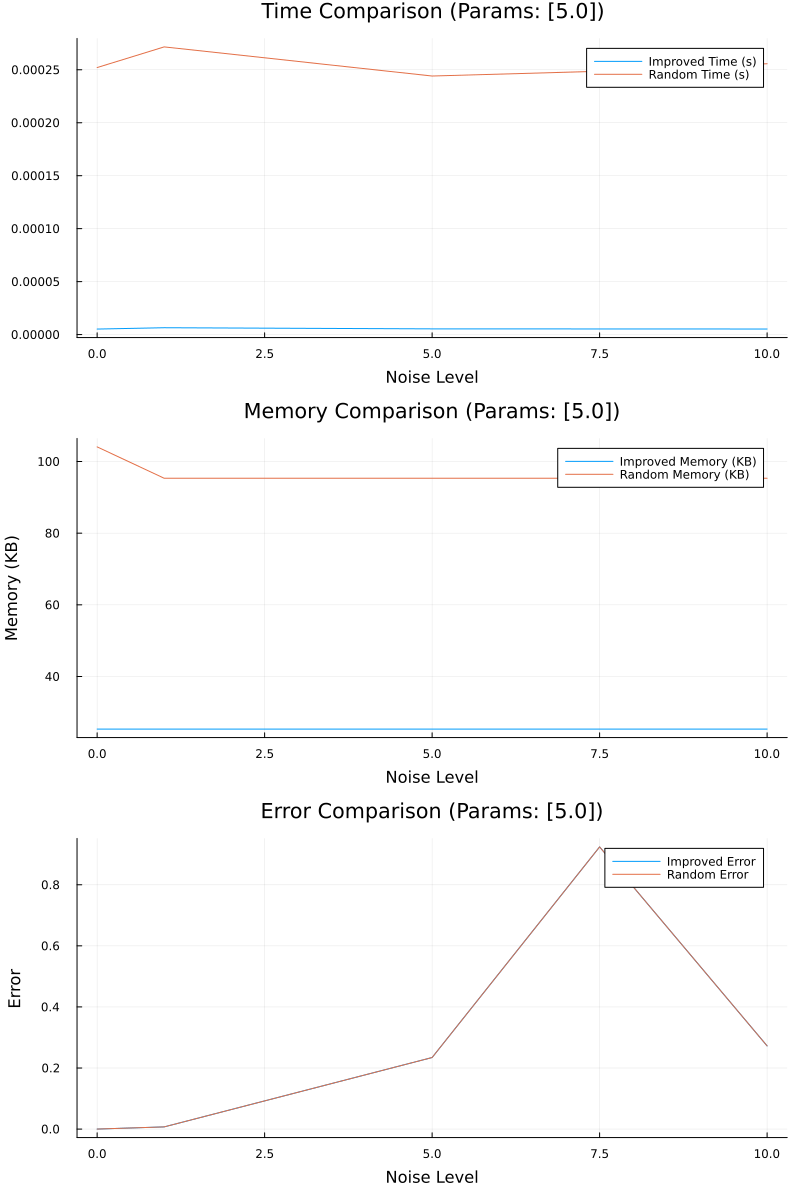 Time Comparison (Params: [5.0])
0.00025
0.00020
0.00015
0.00010
0.00005
0.00000
Improved Time (s)
Random Time (s)
0.0 2.5 5.0 7.5 10.0
Noise Level
Memory Comparison (Params: [5.0])
Memory (KB)
100
80
60
40
Improved Memory (KB)
Random Memory (KB)
0.0 2.5 5.0 7.5 10.0
Noise Level
Error Comparison (Params: [5.0])
Error
0.8
0.6
0.4
0.2
0.0
Improved Error
Random Error
0.0 2.5 5.0 7.5 10.0
Noise Level